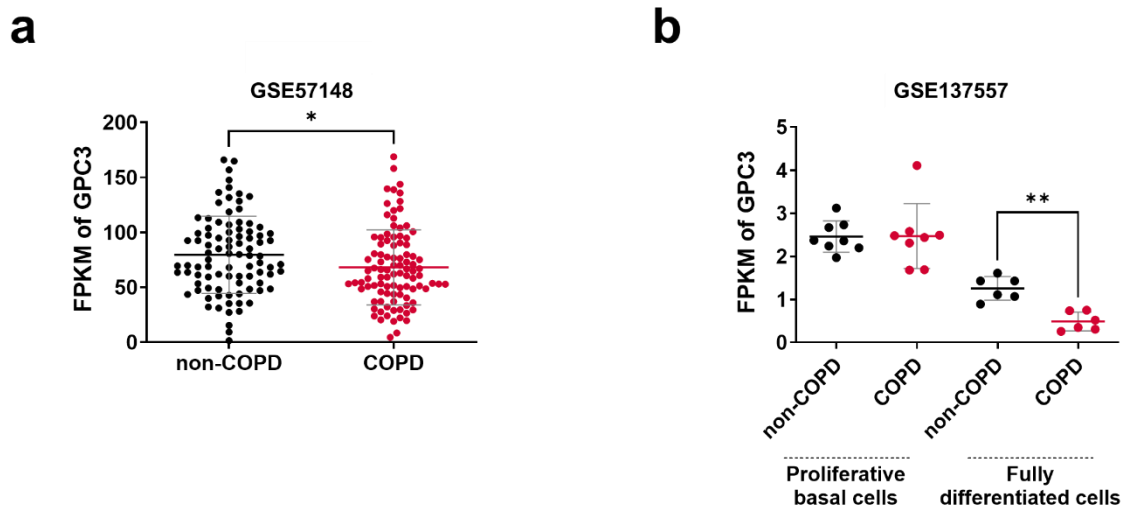 a
GSE57148
*
FPKM of GPC3
200
150
100
50
0
non-COPD
COPD
b
GSE137557
**
FPKM of GPC3
5
4
3
2
1
0
non-COPD
COPD
non-COPD
COPD
Proliferative
basal cells
Fully
differentiated cells